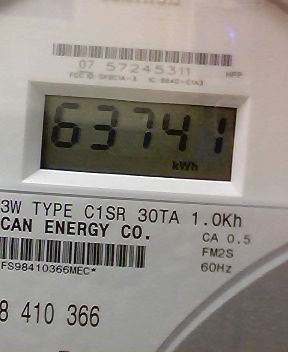 07 57245311 HPP
63741
kWh
3W TYPE C1SR 30TA 1.0Kh
CAN ENERGY CO.
CA 0.5
FM2S
60Hz
FS98410366MEC*
8 410 366